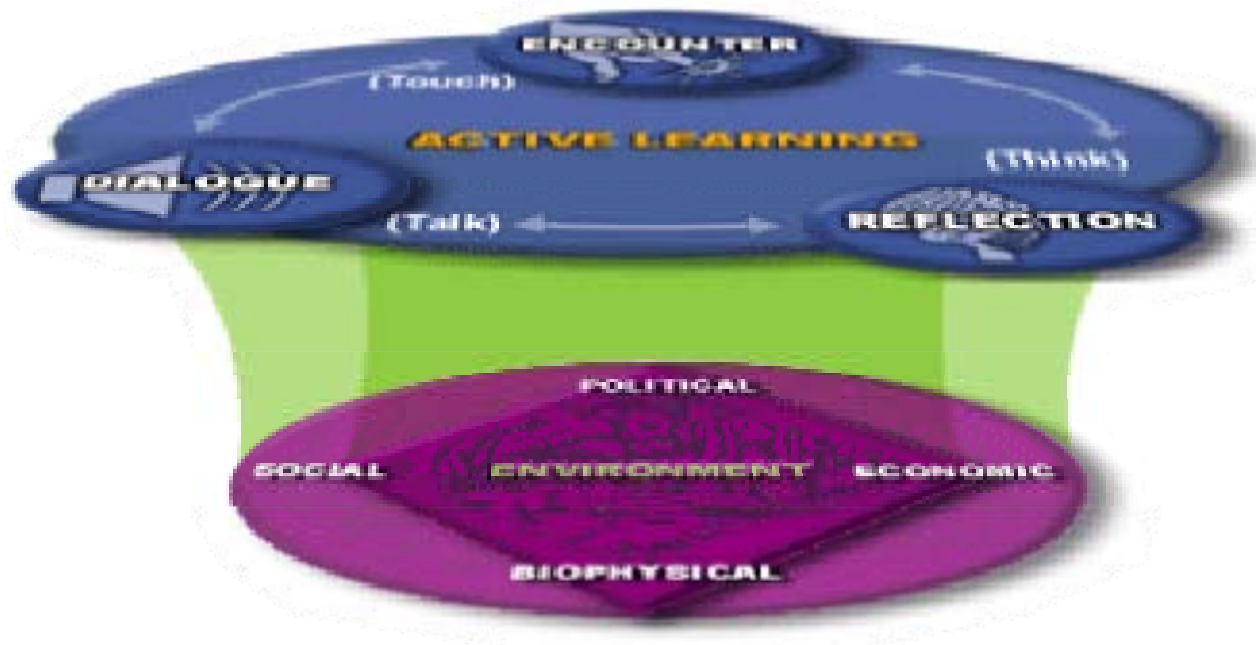 ENCOUNTER
(Touch)
ACTIVE LEARNING
(Think)
DIALOGUE
(Talk)
REFLECTION
POLITICAL
SOCIAL
ENVIRONMENT
ECONOMIC
BIOPHYSICAL